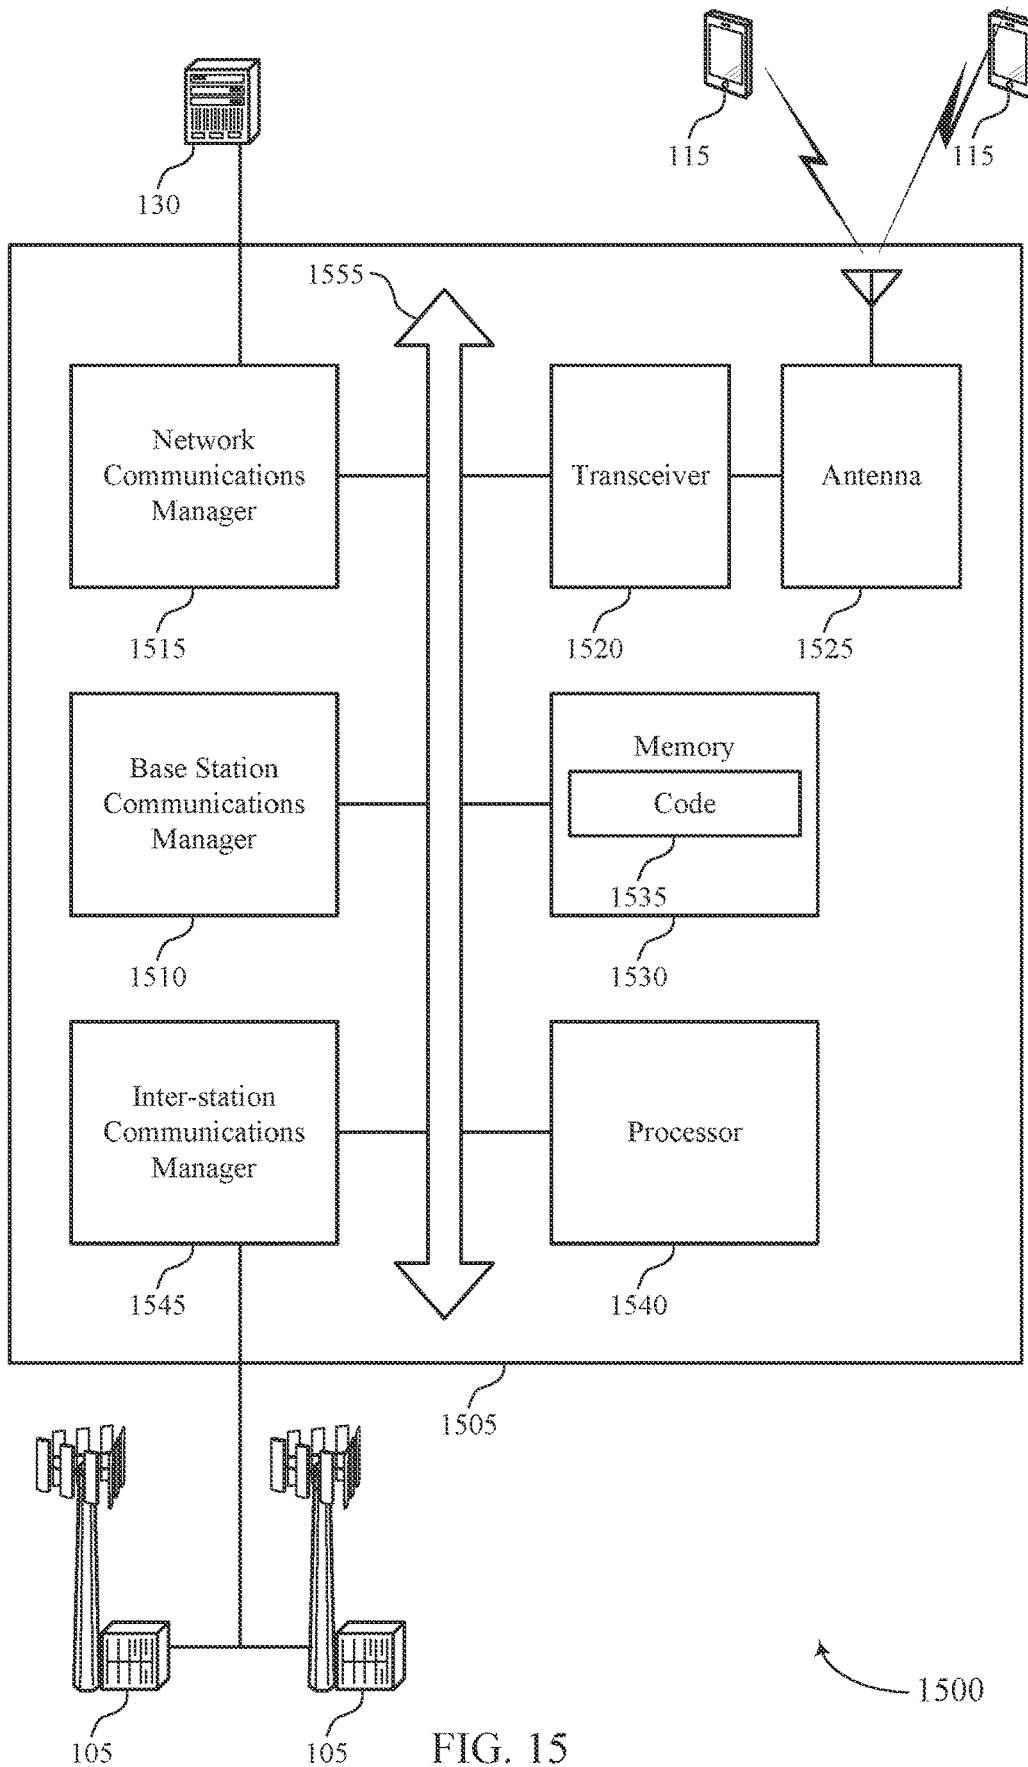 130
115
115
1555
Network
Communications
Manager
1515
Transceiver
1520
Antenna
1525
Base Station
Communications
Manager
1510
Memory
Code
1535
1530
Inter-station
Communications
Manager
1545
Processor
1540
1505
105
105
1500
FIG. 15